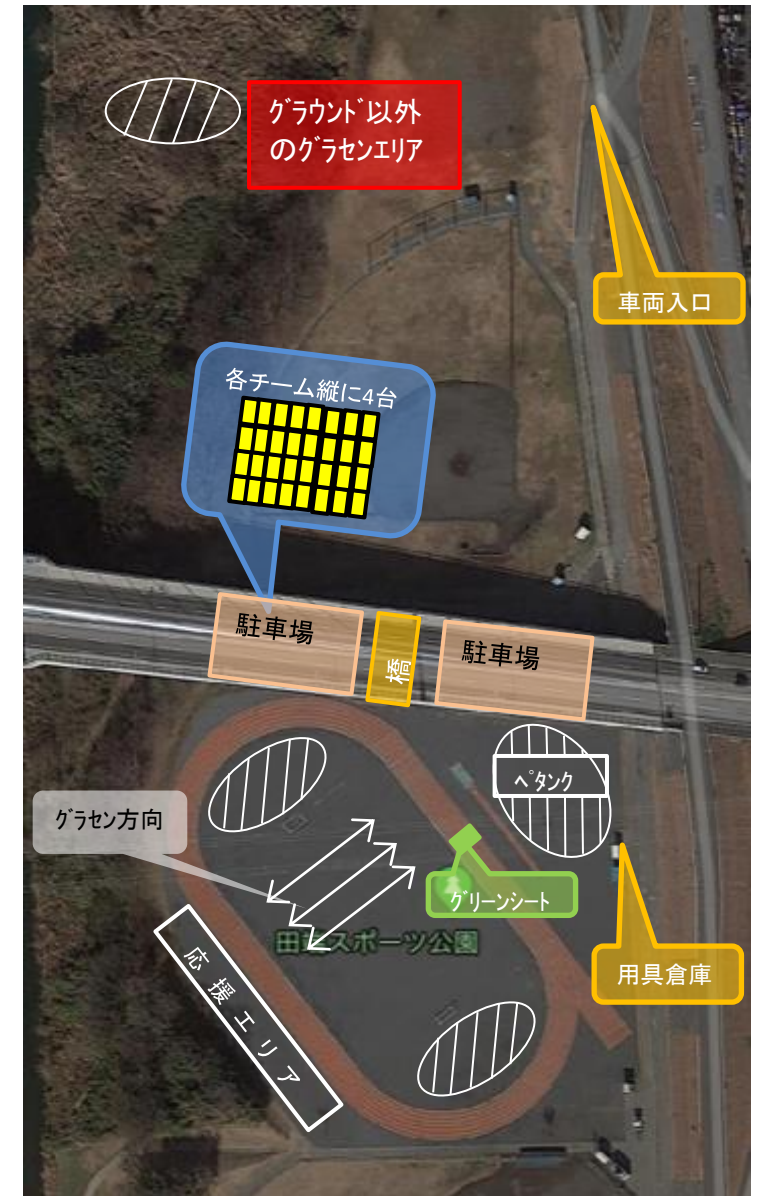 グラウンド以外
のグラセンエリア
車両入口
各チーム縦に4台
駐車場
橋
駐車場
ペタンク
グラセン方向
グリーンシート
スポーツ公園
用具倉庫
応援エリア